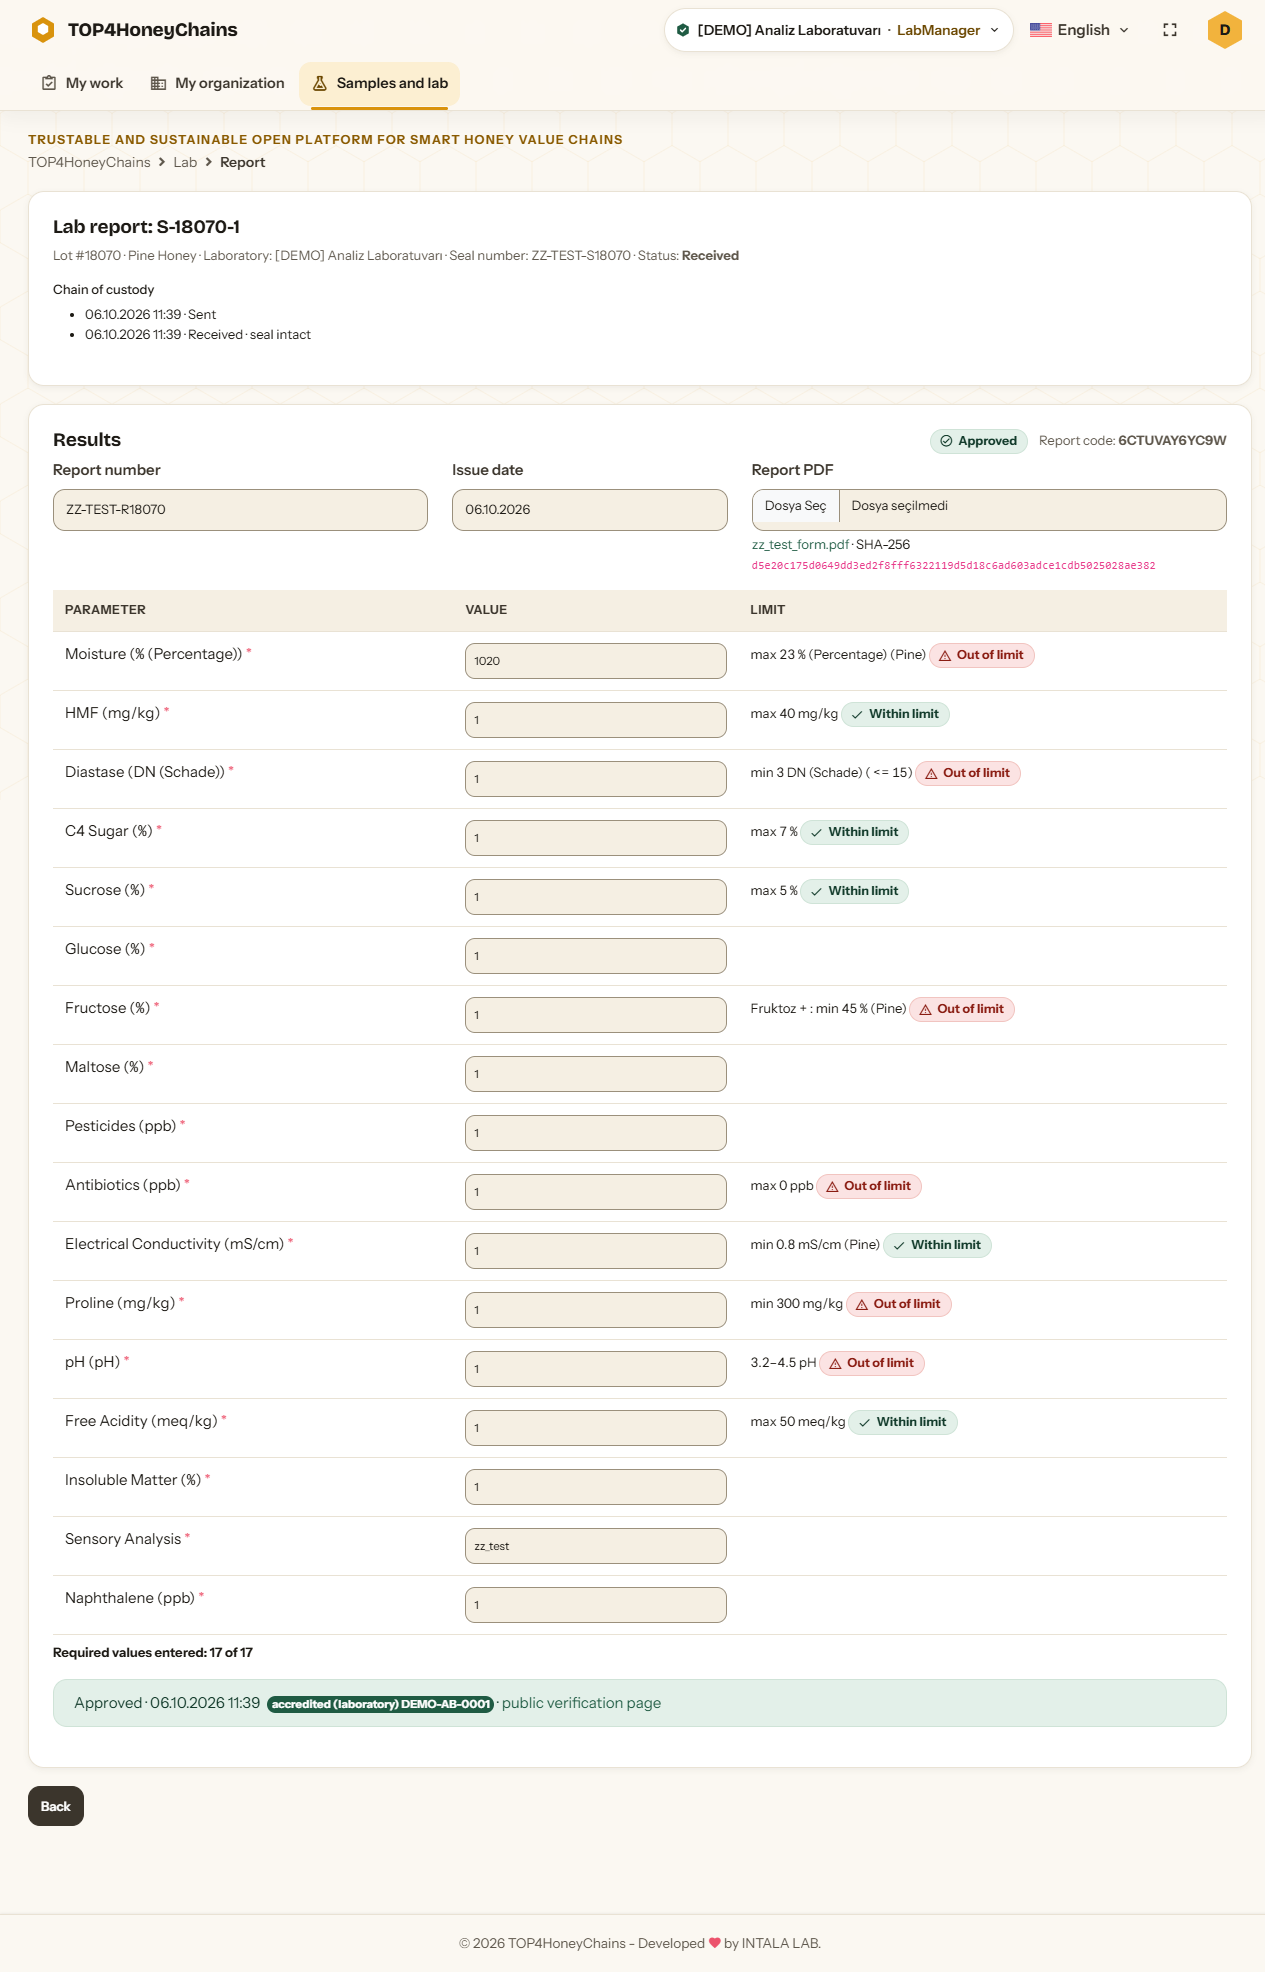 TOP4HoneyChains
[DEMO] Analiz Laboratuvarı · LabManager
English
D
My work
My organization
Samples and lab
TRUSTABLE AND SUSTAINABLE OPEN PLATFORM FOR SMART HONEY VALUE CHAINS
TOP4HoneyChains > Lab > Report
Lab report: S-18070-1
Lot #18070 · Pine Honey · Laboratory: [DEMO] Analiz Laboratuvarı · Seal number: ZZ-TEST-S18070 · Status: Received
Chain of custody
• 06.10.2026 11:39 · Sent
• 06.10.2026 11:39 · Received · seal intact
Results
Approved
Report code: 6CTUVAY6YC9W
Report number
Issue date
Report PDF
ZZ-TEST-R18070
06.10.2026
Dosya Seç Dosya seçilmedi
zz_test_form.pdf · SHA-256
d5e20c175d0649dd3ed2f8fff6322119d5d18c6ad603adce1cdb5025028ae382
PARAMETER VALUE LIMIT
Moisture (% (Percentage)) * 1020 max 23 % (Percentage) (Pine) Out of limit
HMF (mg/kg) * 1 max 40 mg/kg Within limit
Diastase (DN (Schade)) * 1 min 3 DN (Schade) ( <= 15) Out of limit
C4 Sugar (%) * 1 max 7 % Within limit
Sucrose (%) * 1 max 5 % Within limit
Glucose (%) * 1
Fructose (%) * 1 Fruktoz + : min 45 % (Pine) Out of limit
Maltose (%) * 1
Pesticides (ppb) * 1
Antibiotics (ppb) * 1 max 0 ppb Out of limit
Electrical Conductivity (mS/cm) * 1 min 0.8 mS/cm (Pine) Within limit
Proline (mg/kg) * 1 min 300 mg/kg Out of limit
pH (pH) * 1 3.2–4.5 pH Out of limit
Free Acidity (meq/kg) * 1 max 50 meq/kg Within limit
Insoluble Matter (%) * 1
Sensory Analysis * zz_test
Naphthalene (ppb) * 1
Required values entered: 17 of 17
Approved · 06.10.2026 11:39 accredited (laboratory) DEMO-AB-0001 · public verification page
Back
© 2026 TOP4HoneyChains - Developed ❤ by INTALA LAB.